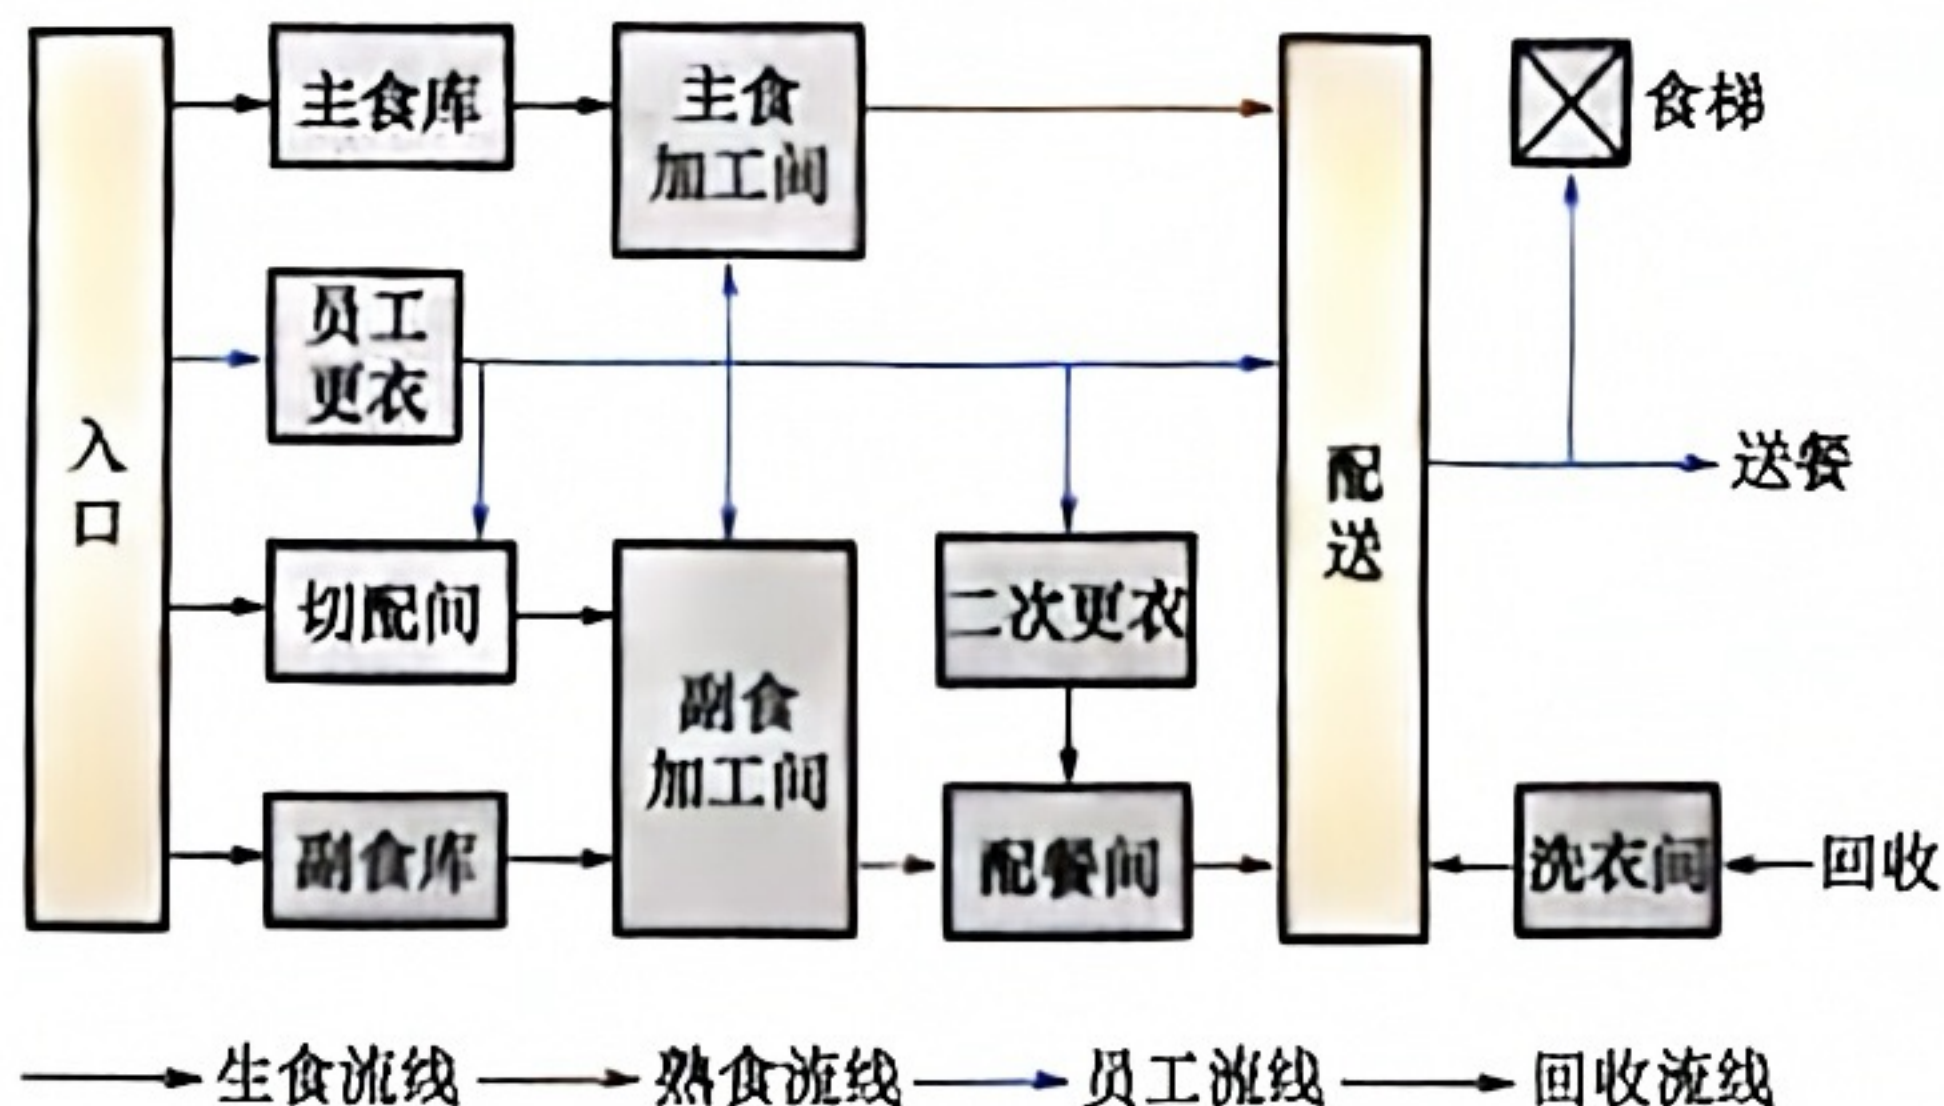 主食库
主食
加工间
食梯
员工
更衣
入
口
配
送
送餐
切配间
二次更衣
副食
加工间
副食库
配餐间
洗衣间
回收
生食流线
熟食流线
员工流线
回收流线